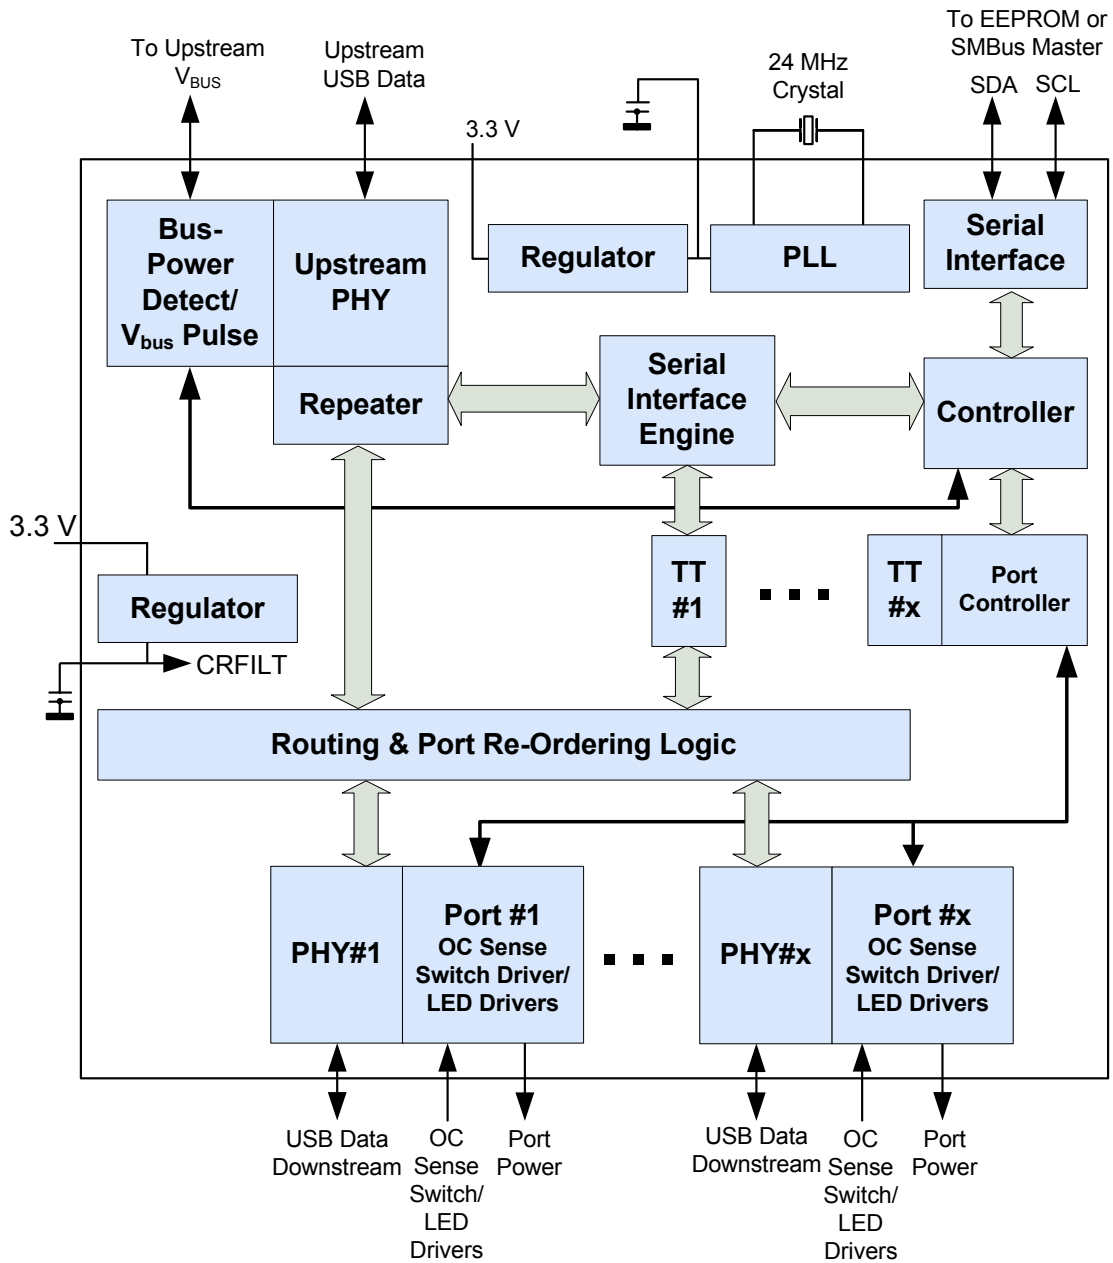 To Upstream
VBUS
Upstream
USB Data
24 MHz
Crystal
To EEPROM or
SMBus Master
SDA
SCL
3.3 V
Bus-
Power
Detect/
Vbus Pulse
Upstream
PHY
Regulator
PLL
Serial
Interface
Repeater
Serial
Interface
Engine
Controller
3.3 V
Regulator
CRFILT
TT
#1
TT
#x
Port
Controller
Routing & Port Re-Ordering Logic
PHY#1
Port #1
OC Sense
Switch Driver/
LED Drivers
PHY#x
Port #x
OC Sense
Switch Driver/
LED Drivers
USB Data
Downstream
OC
Sense
Switch/
LED
Drivers
Port
Power
USB Data
Downstream
OC
Sense
Switch/
LED
Drivers
Port
Power